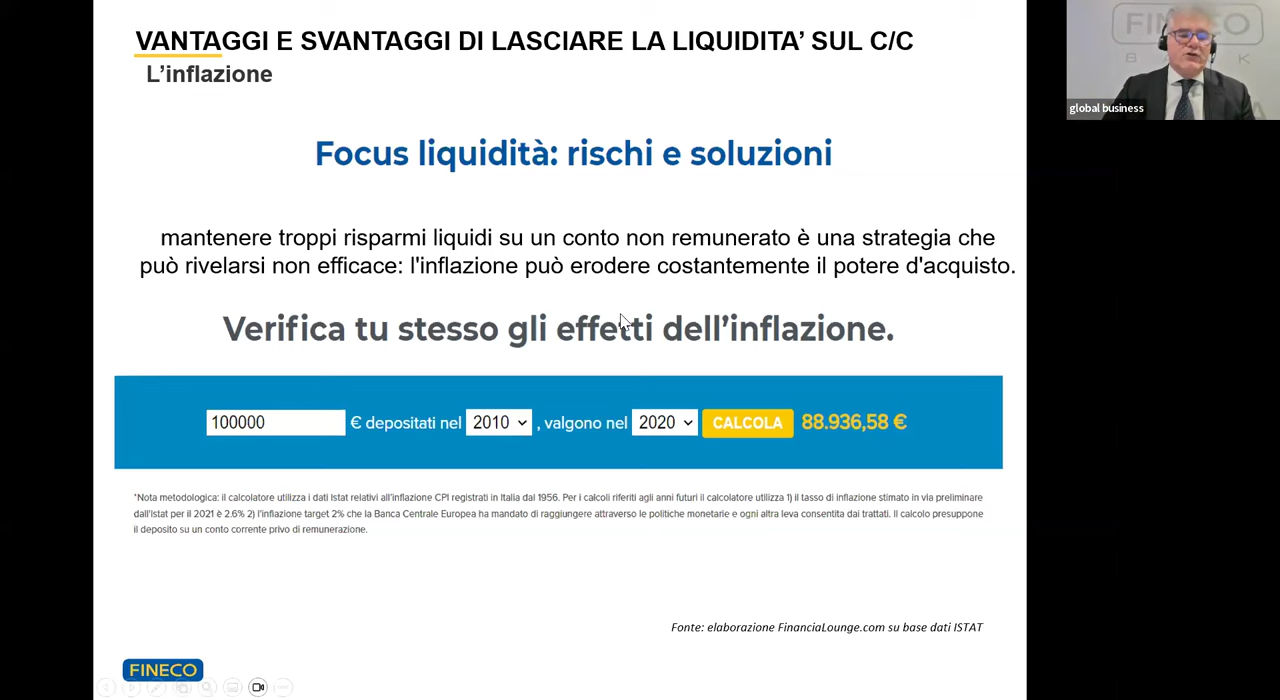 VANTAGGI E SVANTAGGI DI LASCIARE LA LIQUIDITA’ SUL C/C
L’inflazione
FINECO
BANK
global business
Focus liquidità: rischi e soluzioni
mantenere troppi risparmi liquidi su un conto non remunerato è una strategia che
può rivelarsi non efficace: l'inflazione può erodere costantemente il potere d'acquisto.
Verifica tu stesso gli effetti dell’inflazione.
100000 € depositati nel 2010 , valgono nel 2020 CALCOLA 88.936,58 €
*Nota metodologica: il calcolatore utilizza i dati Istat relativi all’inflazione CPI registrati in Italia dal 1956. Per i calcoli riferiti agli anni futuri il calcolatore utilizza 1) il tasso di inflazione stimato in via preliminare
dall’Istat per il 2021 è 2.6% 2) l’inflazione target 2% che la Banca Centrale Europea ha mandato di raggiungere attraverso le politiche monetarie e ogni altra leva consentita dai trattati. Il calcolo presuppone
il deposito su un conto corrente privo di remunerazione.
Fonte: elaborazione FinanciaLounge.com su base dati ISTAT
FINECO